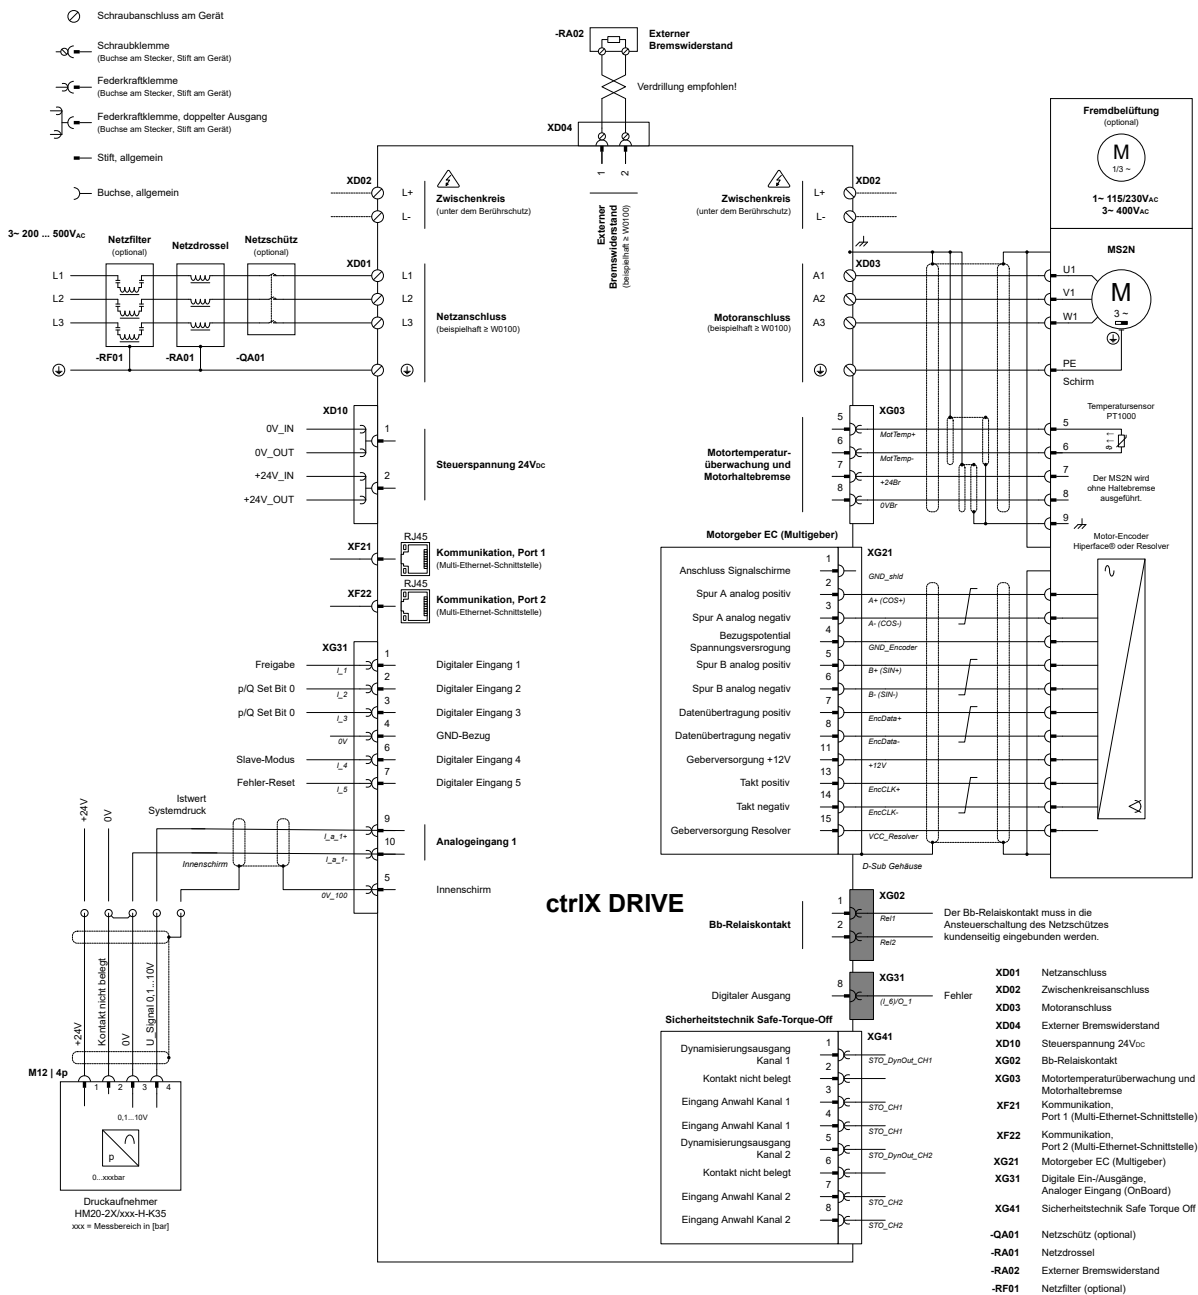 Schraubanschluss am Gerät
Schraubklemme
(Buchse am Stecker, Stift am Gerät)
Federkraftklemme
(Buchse am Stecker, Stift am Gerät)
Federkraftklemme, doppelter Ausgang
(Buchse am Stecker, Stift am Gerät)
Stift, allgemein
Buchse, allgemein
-RA02
Externer
Bremswiderstand
Verdrillung empfohlen!
XD04
1
2
Externer
Bremswiderstand
(beispielhaft ≥ W0100)
XD02
L+
L-
Zwischenkreis
(unter dem Berührschutz)
Zwischenkreis
(unter dem Berührschutz)
L+
L-
XD02
3~ 200 ... 500VAC
Netzfilter
(optional)
Netzdrossel
Netzschütz
(optional)
XD01
L1
L2
L3
L1
L2
L3
-RF01
-RA01
-QA01
Netzanschluss
(beispielhaft ≥ W0100)
Motoranschluss
(beispielhaft ≥ W0100)
XD03
A1
A2
A3
Fremdbelüftung
(optional)
M
1/3 ~
1~ 115/230VAC
3~ 400VAC
MS2N
U1
V1
W1
M
3 ~
PE
Schirm
XD10
0V_IN
0V_OUT
+24V_IN
+24V_OUT
1
2
Steuerspannung 24VDC
Motortemperatur-
überwachung und
Motorhaltebremse
XG03
5
MotTemp+
6
MotTemp-
7
+24Br
8
0VBr
Temperatursensor
PT1000
5
6
ϑ ↑ ↑
7
8
9
Der MS2N wird
ohne Haltebremse
ausgeführt.
Motor-Encoder
Hiperface® oder Resolver
XF21
RJ45
Kommunikation, Port 1
(Multi-Ethernet-Schnittstelle)
XF22
RJ45
Kommunikation, Port 2
(Multi-Ethernet-Schnittstelle)
Motorgeber EC (Multigeber)
XG21
Anschluss Signalschirme
1
GND_shld
Spur A analog positiv
2
A+ (COS+)
Spur A analog negativ
3
A- (COS-)
Bezugspotential
Spannungsversrogung
4
GND_Encoder
Spur B analog positiv
5
B+ (SIN+)
Spur B analog negativ
6
B- (SIN-)
Datenübertragung positiv
7
EncData+
Datenübertragung negativ
8
EncData-
Geberversorgung +12V
11
+12V
Takt positiv
13
EncCLK+
Takt negativ
14
EncCLK-
Geberversorgung Resolver
15
VCC_Resolver
D-Sub Gehäuse
XG31
Freigabe
I_1
1
Digitaler Eingang 1
p/Q Set Bit 0
I_2
2
Digitaler Eingang 2
p/Q Set Bit 0
I_3
3
Digitaler Eingang 3
0V
4
GND-Bezug
Slave-Modus
I_4
6
Digitaler Eingang 4
Fehler-Reset
I_5
7
Digitaler Eingang 5
Istwert
Systemdruck
I_a_1+
9
I_a_1-
10
Analogeingang 1
Innenschirm
0V_100
5
Innenschirm
+24V
0V
+24V
Kontakt nicht belegt
0V
U_Signal 0,1...10V
M12 | 4p
1
2
3
4
0,1...10V
p
0...xxxbar
Druckaufnehmer
HM20-2X/xxx-H-K35
xxx = Messbereich in [bar]
ctrlX DRIVE
Bb-Relaiskontakt
XG02
1
Rel1
2
Rel2
Der Bb-Relaiskontakt muss in die
Ansteuerschaltung des Netzschützes
kundenseitig eingebunden werden.
Digitaler Ausgang
XG31
8
(I_6)/O_1
Fehler
Sicherheitstechnik Safe-Torque-Off
XG41
Dynamisierungsausgang
Kanal 1
1
STO_DynOut_CH1
Kontakt nicht belegt
2
Eingang Anwahl Kanal 1
3
STO_CH1
Eingang Anwahl Kanal 1
4
STO_CH1
Dynamisierungsausgang
Kanal 2
5
STO_DynOut_CH2
Kontakt nicht belegt
6
Eingang Anwahl Kanal 2
7
STO_CH2
Eingang Anwahl Kanal 2
8
STO_CH2
XD01 Netzanschluss
XD02 Zwischenkreisanschluss
XD03 Motoranschluss
XD04 Externer Bremswiderstand
XD10 Steuerspannung 24VDC
XG02 Bb-Relaiskontakt
XG03 Motortemperaturüberwachung und
Motorhaltebremse
XF21 Kommunikation,
Port 1 (Multi-Ethernet-Schnittstelle)
XF22 Kommunikation,
Port 2 (Multi-Ethernet-Schnittstelle)
XG21 Motorgeber EC (Multigeber)
XG31 Digitale Ein-/Ausgänge,
Analoger Eingang (OnBoard)
XG41 Sicherheitstechnik Safe Torque Off
-QA01 Netzschütz (optional)
-RA01 Netzdrossel
-RA02 Externer Bremswiderstand
-RF01 Netzfilter (optional)